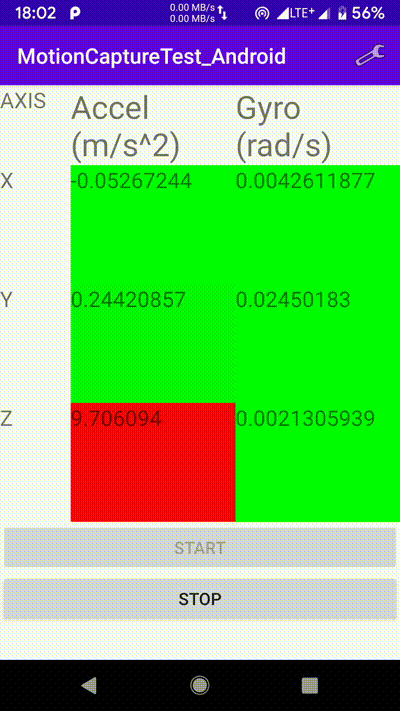 18:02 0.00 MB/s LTE+ 56%
0.00 MB/s
MotionCaptureTest_Android
AXIS Accel (m/s^2) Gyro (rad/s)
X -0.05267244 0.0042611877
Y 0.24420857 0.02450183
Z 9.706094 0.0021305939
START
STOP